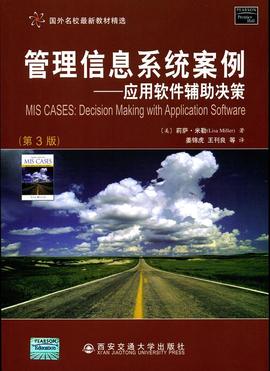 国外名校最新教材精选
PEARSON
Prentice
Hall
管理信息系统案例
——应用软件辅助决策
MIS CASES: Decision Making with Application Software
(第3版)
〔美〕莉萨·米勒(Lisa Miller) 著
姜锦虎 王刊良 等 译
MIS CASES
PEARSON
Education
西安交通大学出版社
XI'AN JIAOTONG UNIVERSITY PRESS